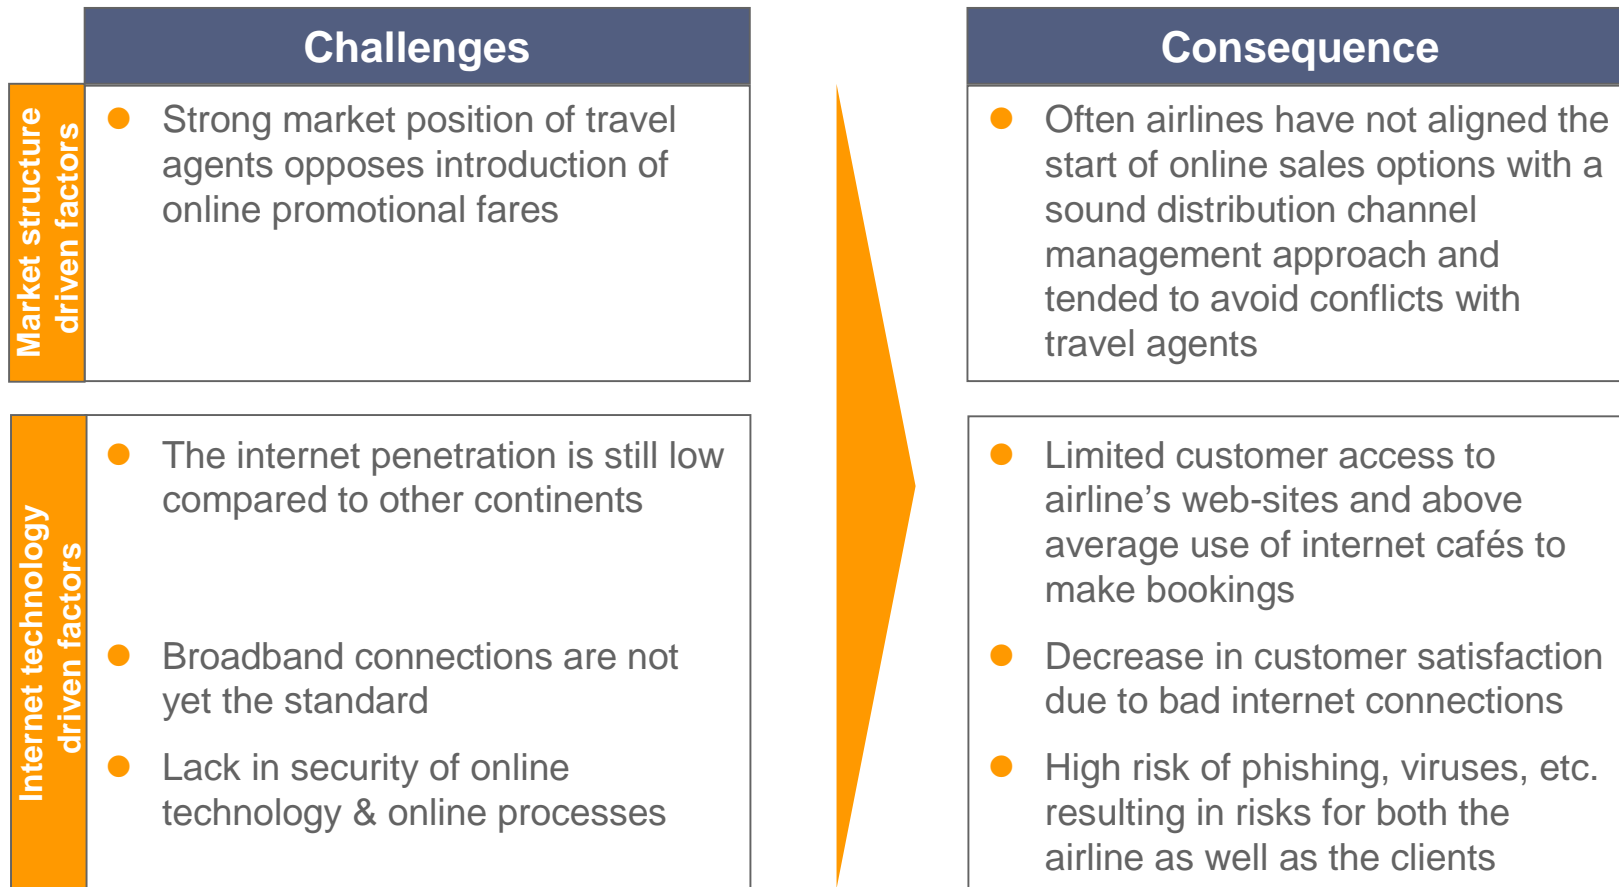 Challenges
Consequence
Market structure
driven factors
Strong market position of travel
agents opposes introduction of
online promotional fares
Often airlines have not aligned the
start of online sales options with a
sound distribution channel
management approach and
tended to avoid conflicts with
travel agents
Internet technology
driven factors
The internet penetration is still low
compared to other continents
Limited customer access to
airline’s web-sites and above
average use of internet cafés to
make bookings
Broadband connections are not
yet the standard
Decrease in customer satisfaction
due to bad internet connections
Lack in security of online
technology & online processes
High risk of phishing, viruses, etc.
resulting in risks for both the
airline as well as the clients